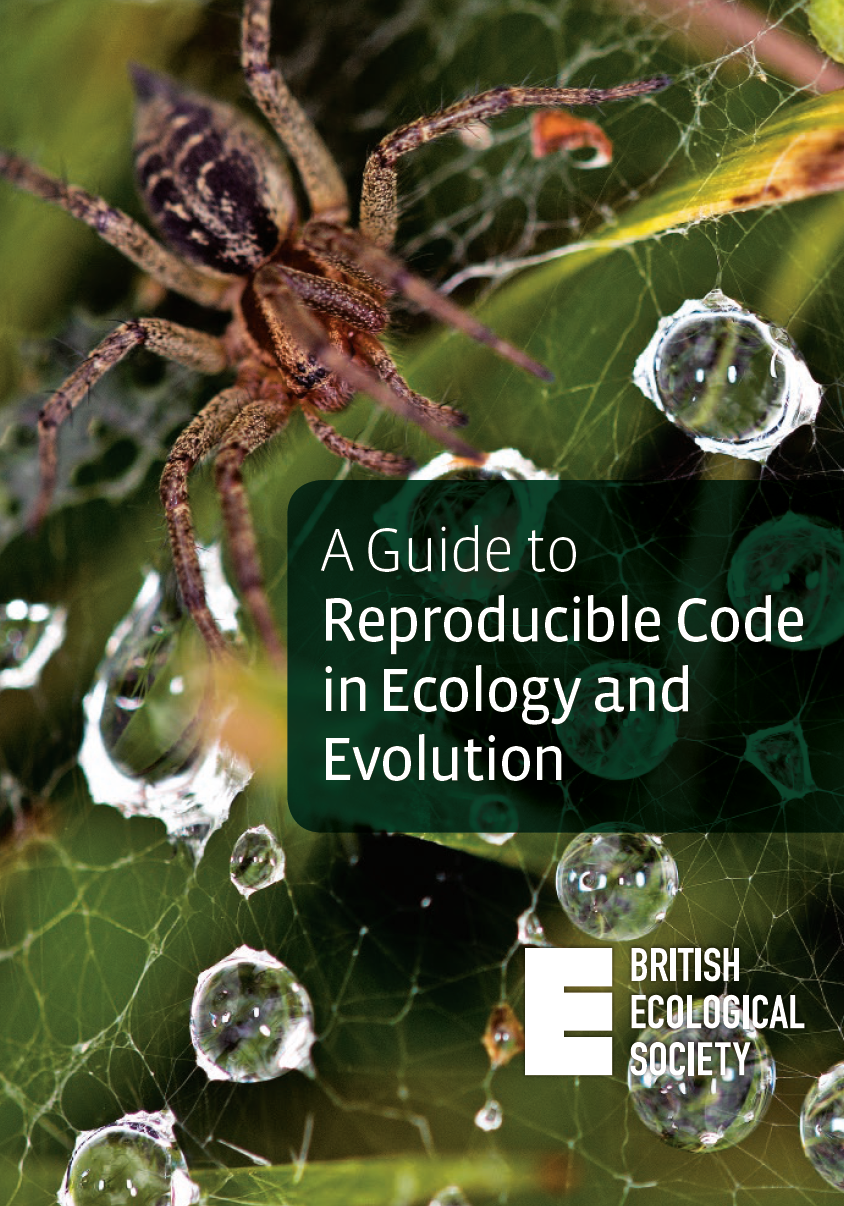 A Guide to
Reproducible Code
in Ecology and
Evolution
BRITISH
ECOLOGICAL
SOCIETY